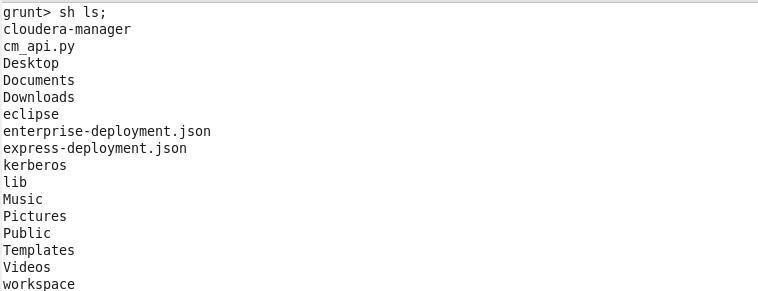 grunt> sh ls;
cloudera-manager
cm_api.py
Desktop
Documents
Downloads
eclipse
enterprise-deployment.json
express-deployment.json
kerberos
lib
Music
Pictures
Public
Templates
Videos
workspace